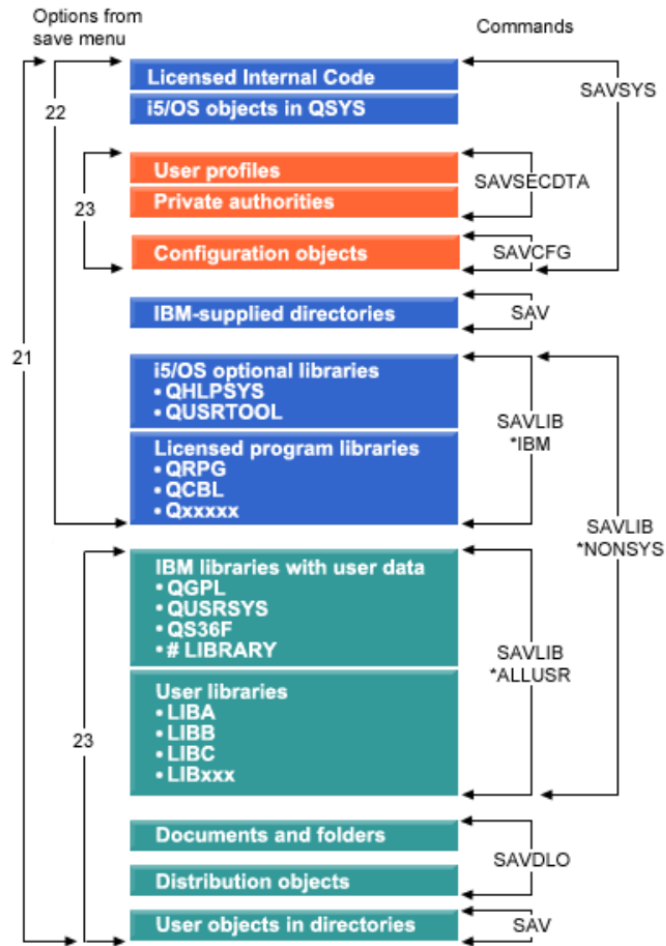 Options from
save menu
Commands
Licensed Internal Code
i5/OS objects in QSYS
22
SAVSYS
User profiles
Private authorities
SAVSECDTA
23
Configuration objects
SAVCFG
IBM-supplied directories
SAV
21
i5/OS optional libraries
• QHLPSYS
• QUSRTOOL
SAVLIB
*IBM
Licensed program libraries
• QRPG
• QCBL
• Qxxxxx
SAVLIB
*NONSYS
IBM libraries with user data
• QGPL
• QUSRSYS
• QS36F
• # LIBRARY
SAVLIB
*ALLUSR
User libraries
• LIBA
• LIBB
• LIBC
• LIBxxx
23
Documents and folders
SAVDLO
Distribution objects
User objects in directories
SAV